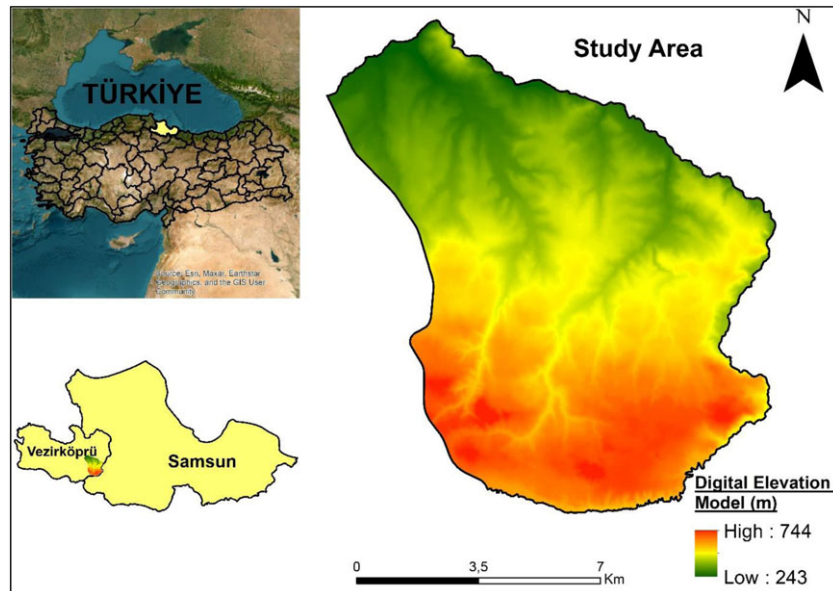 TÜRKİYE
Source: Esri, Maxar, Earthstar
Geographics, and the GIS User
Community
Study Area
N
Vezirköprü
Samsun
Digital Elevation
Model (m)
High : 744
Low : 243
0 3,5 7
Km